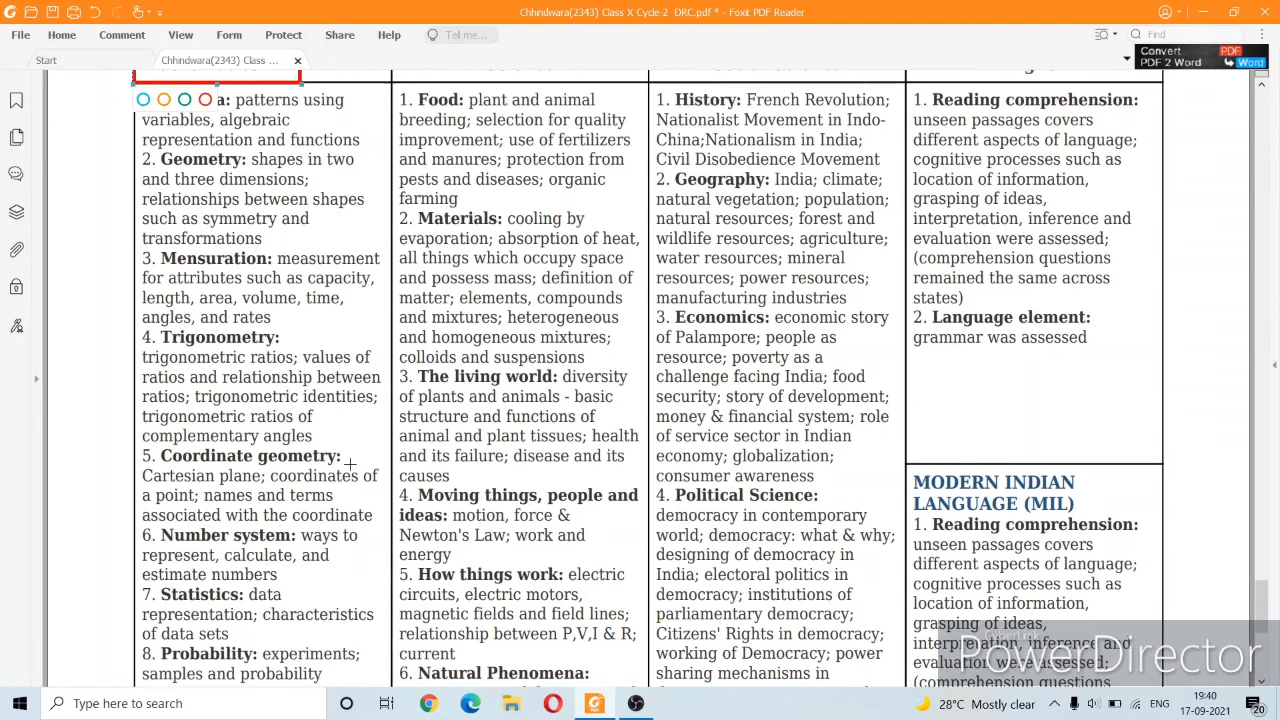 Chhindwara(2343) Class X Cycle-2 DRC.pdf * - Foxit PDF Reader
File Home Comment View Form Protect Share Help Tell me... Find
Start Chhindwara(2343) Class ...
Convert PDF
PDF 2 Word Word
a: patterns using
variables, algebraic
representation and functions
2. Geometry: shapes in two
and three dimensions;
relationships between shapes
such as symmetry and
transformations
3. Mensuration: measurement
for attributes such as capacity,
length, area, volume, time,
angles, and rates
4. Trigonometry:
trigonometric ratios; values of
ratios and relationship between
ratios; trigonometric identities;
trigonometric ratios of
complementary angles
5. Coordinate geometry:
Cartesian plane; coordinates of
a point; names and terms
associated with the coordinate
6. Number system: ways to
represent, calculate, and
estimate numbers
7. Statistics: data
representation; characteristics
of data sets
8. Probability: experiments;
samples and probability
1. Food: plant and animal
breeding; selection for quality
improvement; use of fertilizers
and manures; protection from
pests and diseases; organic
farming
2. Materials: cooling by
evaporation; absorption of heat,
all things which occupy space
and possess mass; definition of
matter; elements, compounds
and mixtures; heterogeneous
and homogeneous mixtures;
colloids and suspensions
3. The living world: diversity
of plants and animals - basic
structure and functions of
animal and plant tissues; health
and its failure; disease and its
causes
4. Moving things, people and
ideas: motion, force &
Newton's Law; work and
energy
5. How things work: electric
circuits, electric motors,
magnetic fields and field lines;
relationship between P,V,I & R;
current
6. Natural Phenomena:
1. History: French Revolution;
Nationalist Movement in Indo-
China;Nationalism in India;
Civil Disobedience Movement
2. Geography: India; climate;
natural vegetation; population;
natural resources; forest and
wildlife resources; agriculture;
water resources; mineral
resources; power resources;
manufacturing industries
3. Economics: economic story
of Palampore; people as
resource; poverty as a
challenge facing India; food
security; story of development;
money & financial system; role
of service sector in Indian
economy; globalization;
consumer awareness
4. Political Science:
democracy in contemporary
world; democracy: what & why;
designing of democracy in
India; electoral politics in
democracy; institutions of
parliamentary democracy;
Citizens' Rights in democracy;
working of Democracy; power
sharing mechanisms in
1. Reading comprehension:
unseen passages covers
different aspects of language;
cognitive processes such as
location of information,
grasping of ideas,
interpretation, inference and
evaluation were assessed;
(comprehension questions
remained the same across
states)
2. Language element:
grammar was assessed
MODERN INDIAN
LANGUAGE (MIL)
1. Reading comprehension:
unseen passages covers
different aspects of language;
cognitive processes such as
location of information,
grasping of ideas,
interpretation, inference and
evaluation were assessed;
(comprehension questions
CyberLink
PowerDirector
Type here to search
28°C Mostly clear ENG
19:40
17-09-2021
20